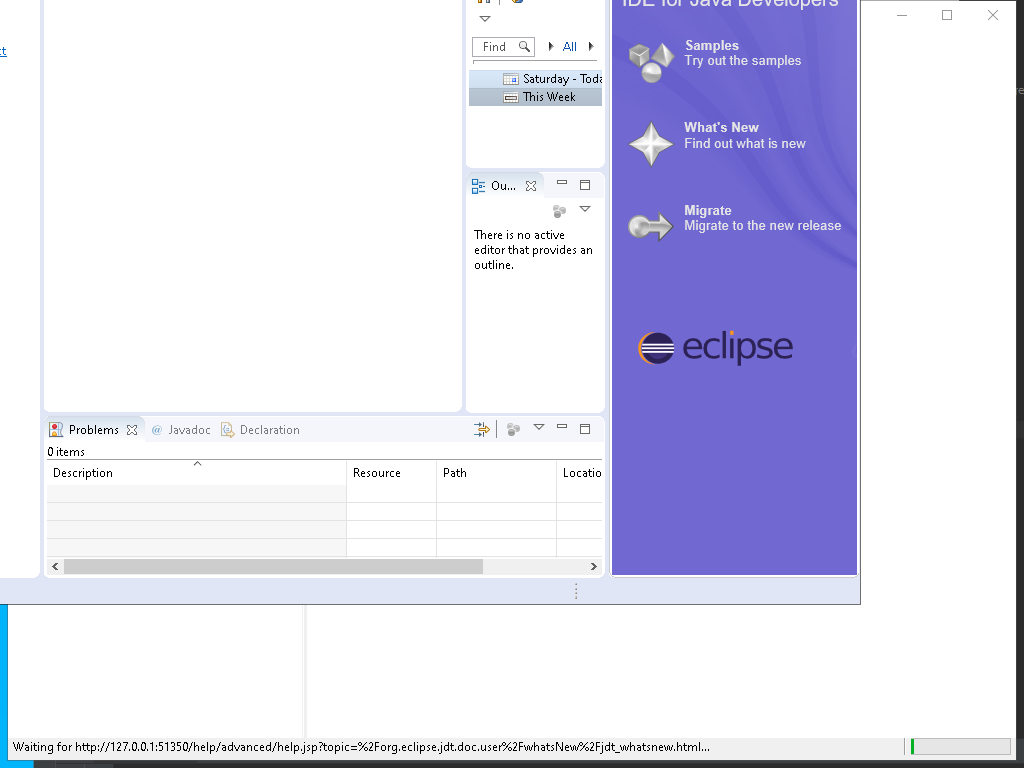 IDE for Java Developers
Find
All
Samples
Try out the samples
Saturday - Toda
This Week
What's New
Find out what is new
Ou...
There is no active
editor that provides an
outline.
Migrate
Migrate to the new release
eclipse
Problems
@ Javadoc
Declaration
0 items
Description
Resource
Path
Locatio
Waiting for http://127.0.0.1:51350/help/advanced/help.jsp?topic=%2Forg.eclipse.jdt.doc.user%2FwhatsNew%2Fjdt_whatsnew.html...